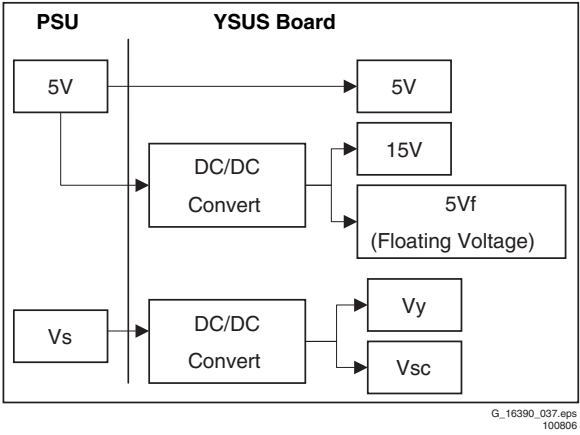 PSU
YSUS Board
5V
5V
15V
DC/DC
Convert
5Vf
(Floating Voltage)
Vs
DC/DC
Convert
Vy
Vsc
G_16390_037.eps
100806